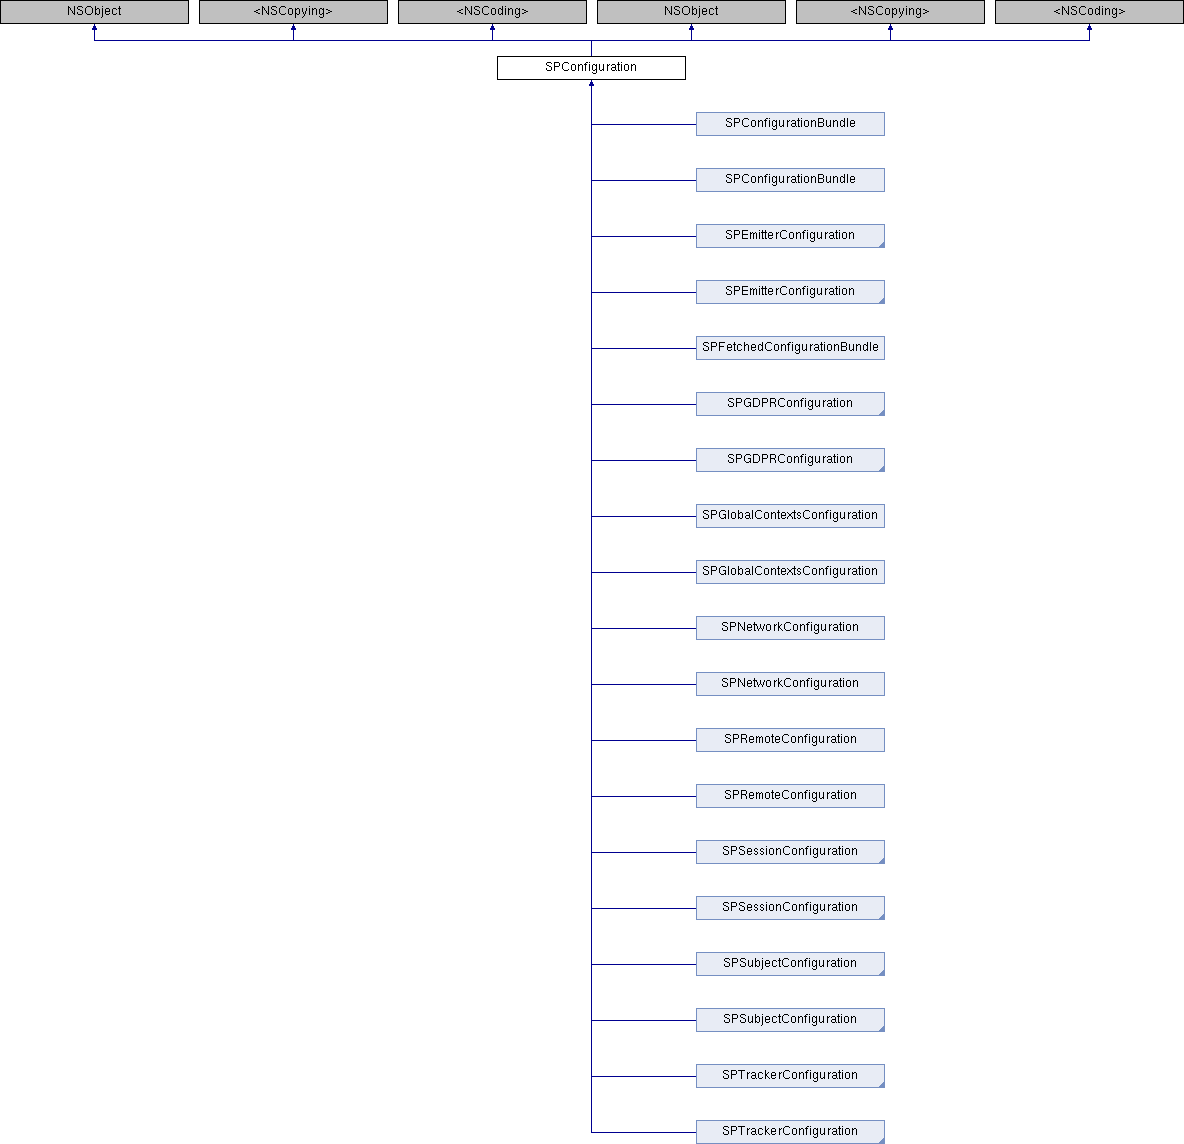 NSObject
<NSCopying>
<NSCoding>
NSObject
<NSCopying>
<NSCoding>
SPConfiguration
SPConfigurationBundle
SPConfigurationBundle
SPEmitterConfiguration
SPEmitterConfiguration
SPFetchedConfigurationBundle
SPGDPRConfiguration
SPGDPRConfiguration
SPGlobalContextsConfiguration
SPGlobalContextsConfiguration
SPNetworkConfiguration
SPNetworkConfiguration
SPRemoteConfiguration
SPRemoteConfiguration
SPSessionConfiguration
SPSessionConfiguration
SPSubjectConfiguration
SPSubjectConfiguration
SPTrackerConfiguration
SPTrackerConfiguration